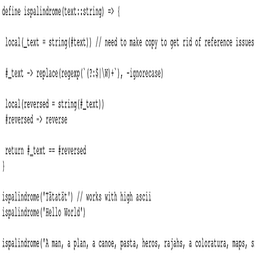 define ispalindrome(text::string) => {
local(_text = string(#text)) // need to make copy to get rid of reference issues
#_text -> replace(regexp(`(?:$|\W)+`), -ignorecase)
local(reversed = string(#_text))
#reversed -> reverse
return #_text == #reversed
}
ispalindrome('Tätatät') // works with high ascii
ispalindrome('Hello World')
ispalindrome('A man, a plan, a canoe, pasta, heros, rajahs, a coloratura, maps, s